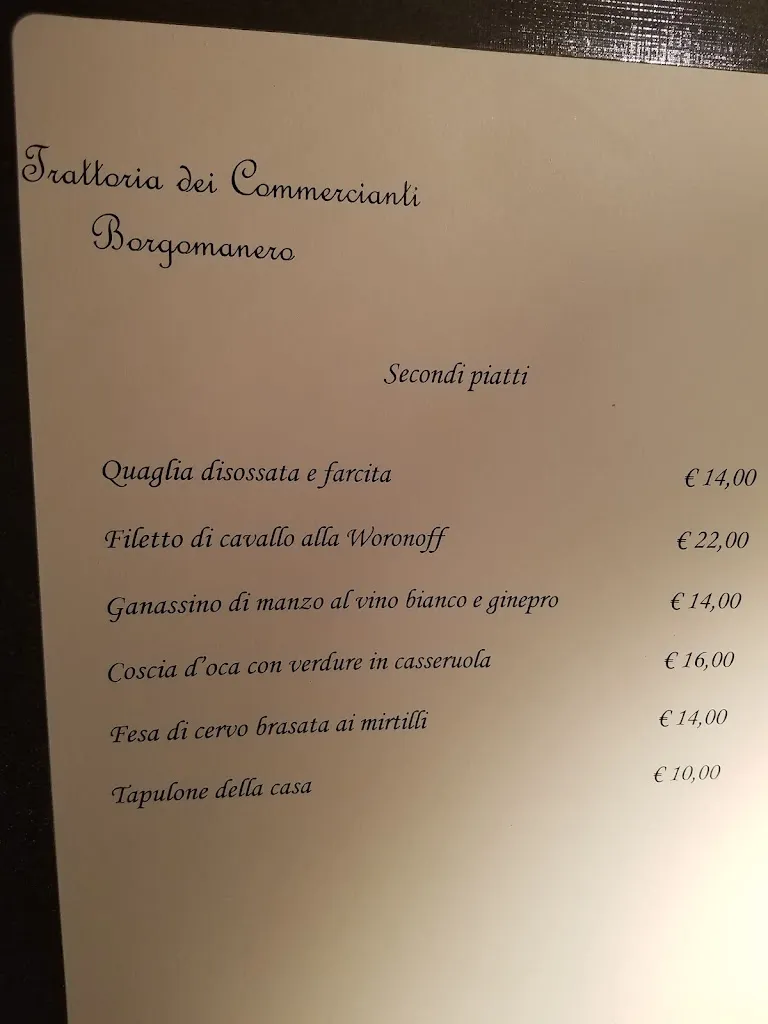 Trattoria dei Commercianti
Borgomanero
Secondi piatti
Quaglia disossata e farcita € 14,00
Filetto di cavallo alla Woronoff € 22,00
Ganassino di manzo al vino bianco e ginepro € 14,00
Coscia d'oca con verdure in casseruola € 16,00
Fesa di cervo brasata ai mirtilli € 14,00
Tapulone della casa € 10,00